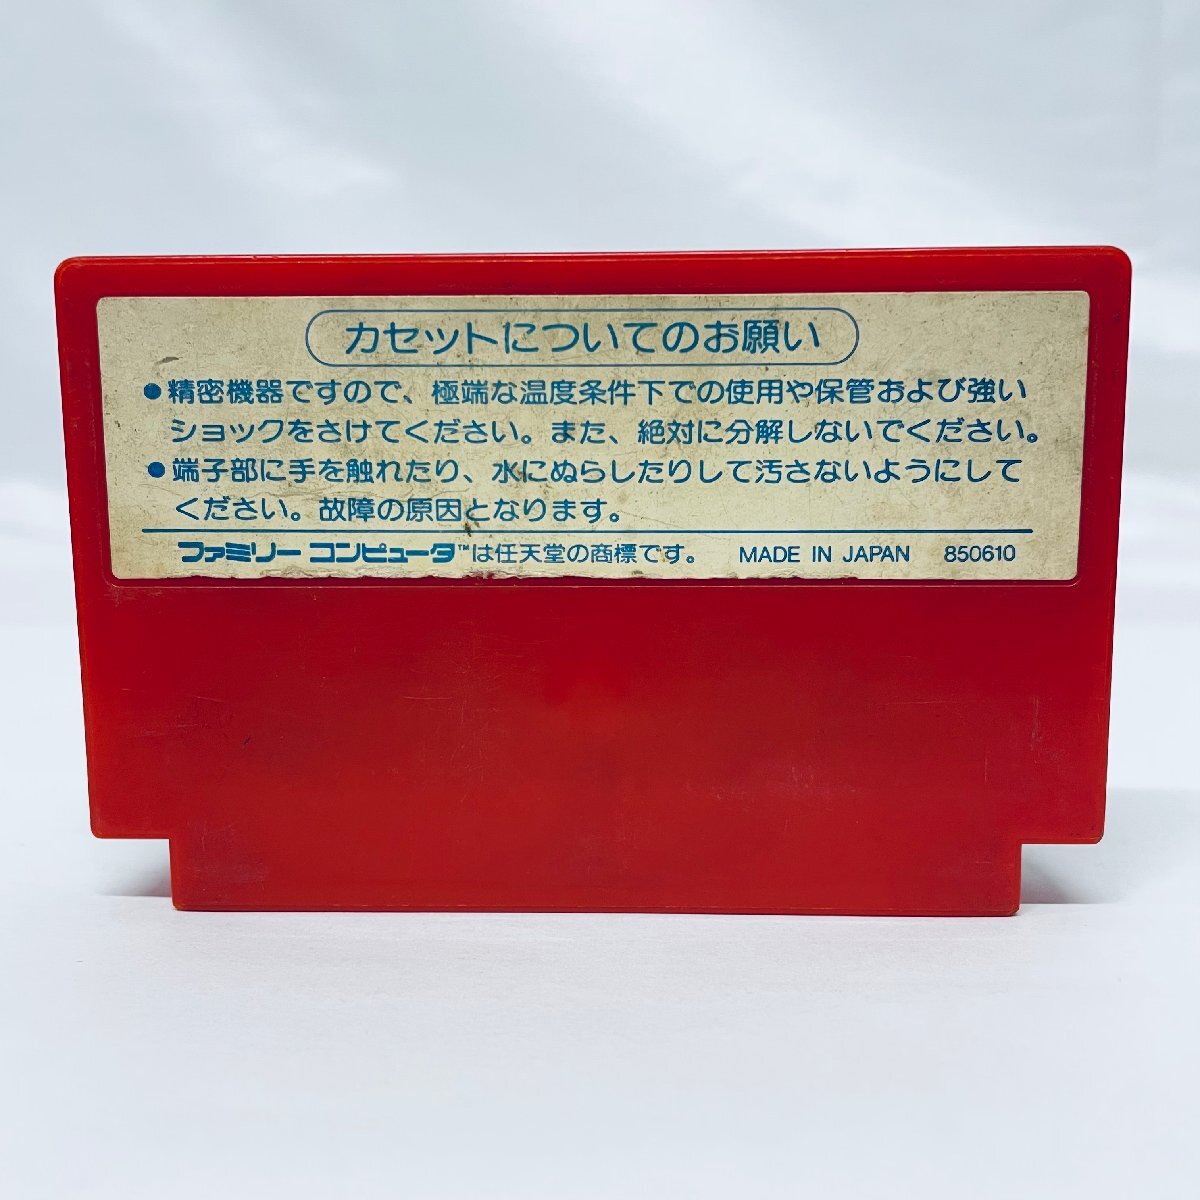 カセットについてのお願い
●精密機器ですので、極端な温度条件下での使用や保管および強い
ショックをさけてください。また、絶対に分解しないでください。
●端子部に手を触れたり、水にぬらしたりして汚さないようにして
ください。故障の原因となります。
ファミリーコンピュータ™は任天堂の商標です。 MADE IN JAPAN 850610